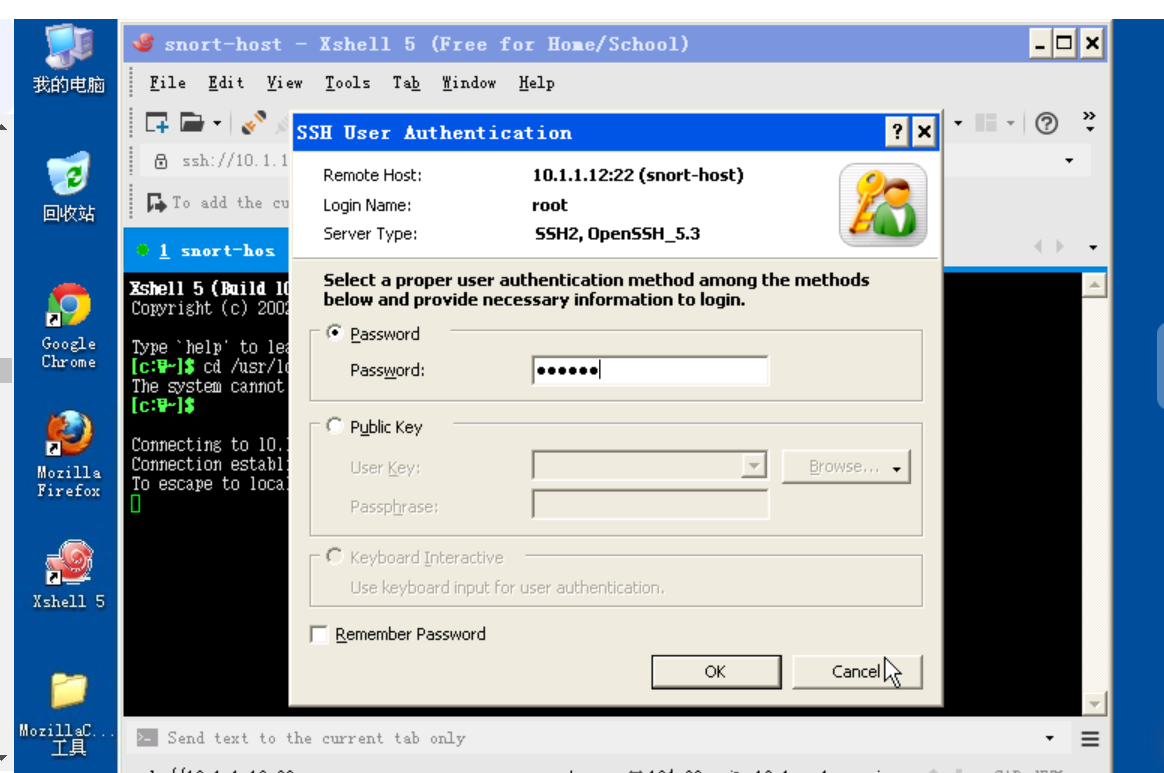 我的电脑
回收站
Google
Chrome
Mozilla
Firefox
Xshell 5
MozillaC...
工具
snort-host - Xshell 5 (Free for Home/School)
File Edit View Tools Tab Window Help
ssh://10.1.1
To add the cu
1 snort-hos
Xshell 5 (Build 10
Copyright (c) 2002
Type `help' to lea
[c:\~]$ cd /usr/lo
The system cannot
[c:\~]$
Connecting to 10.1
Connection establi
To escape to local
SSH User Authentication
Remote Host: 10.1.1.12:22 (snort-host)
Login Name: root
Server Type: SSH2, OpenSSH_5.3
Select a proper user authentication method among the methods
below and provide necessary information to login.
Password
Password: ●●●●●●
Public Key
User Key: Browse...
Passphrase:
Keyboard Interactive
Use keyboard input for user authentication.
Remember Password
OK Cancel
Send text to the current tab only